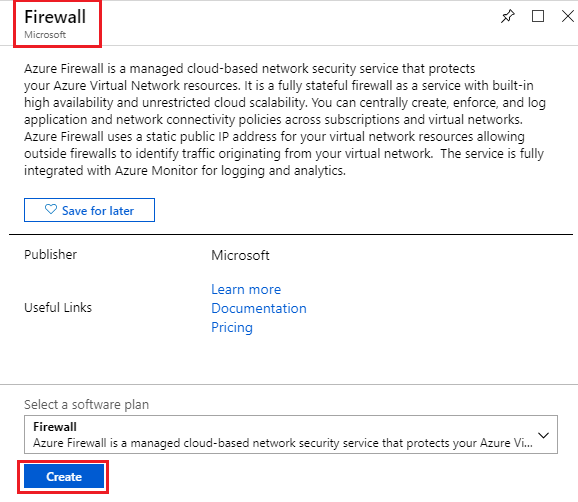 Firewall
Microsoft
Azure Firewall is a managed cloud-based network security service that protects
your Azure Virtual Network resources. It is a fully stateful firewall as a service with built-in
high availability and unrestricted cloud scalability. You can centrally create, enforce, and log
application and network connectivity policies across subscriptions and virtual networks.
Azure Firewall uses a static public IP address for your virtual network resources allowing
outside firewalls to identify traffic originating from your virtual network.  The service is fully
integrated with Azure Monitor for logging and analytics.
Save for later
Publisher
Microsoft
Useful Links
Learn more
Documentation
Pricing
Select a software plan
Firewall
Azure Firewall is a managed cloud-based network security service that protects your Azure Vi...
Create